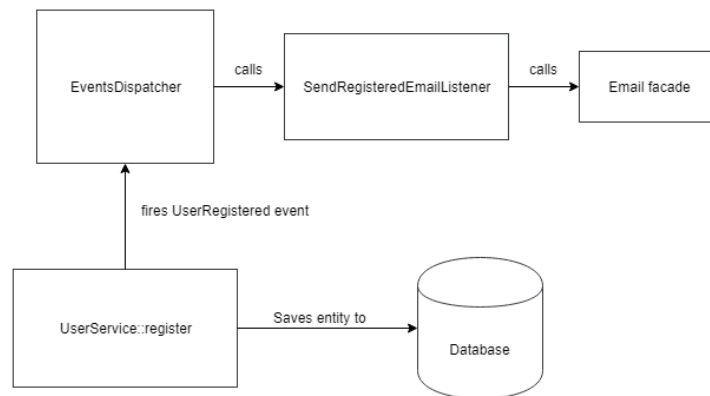 EventsDispatcher
calls
SendRegisteredEmailListener
calls
Email facade
fires UserRegistered event
UserService::register
Saves entity to
Database